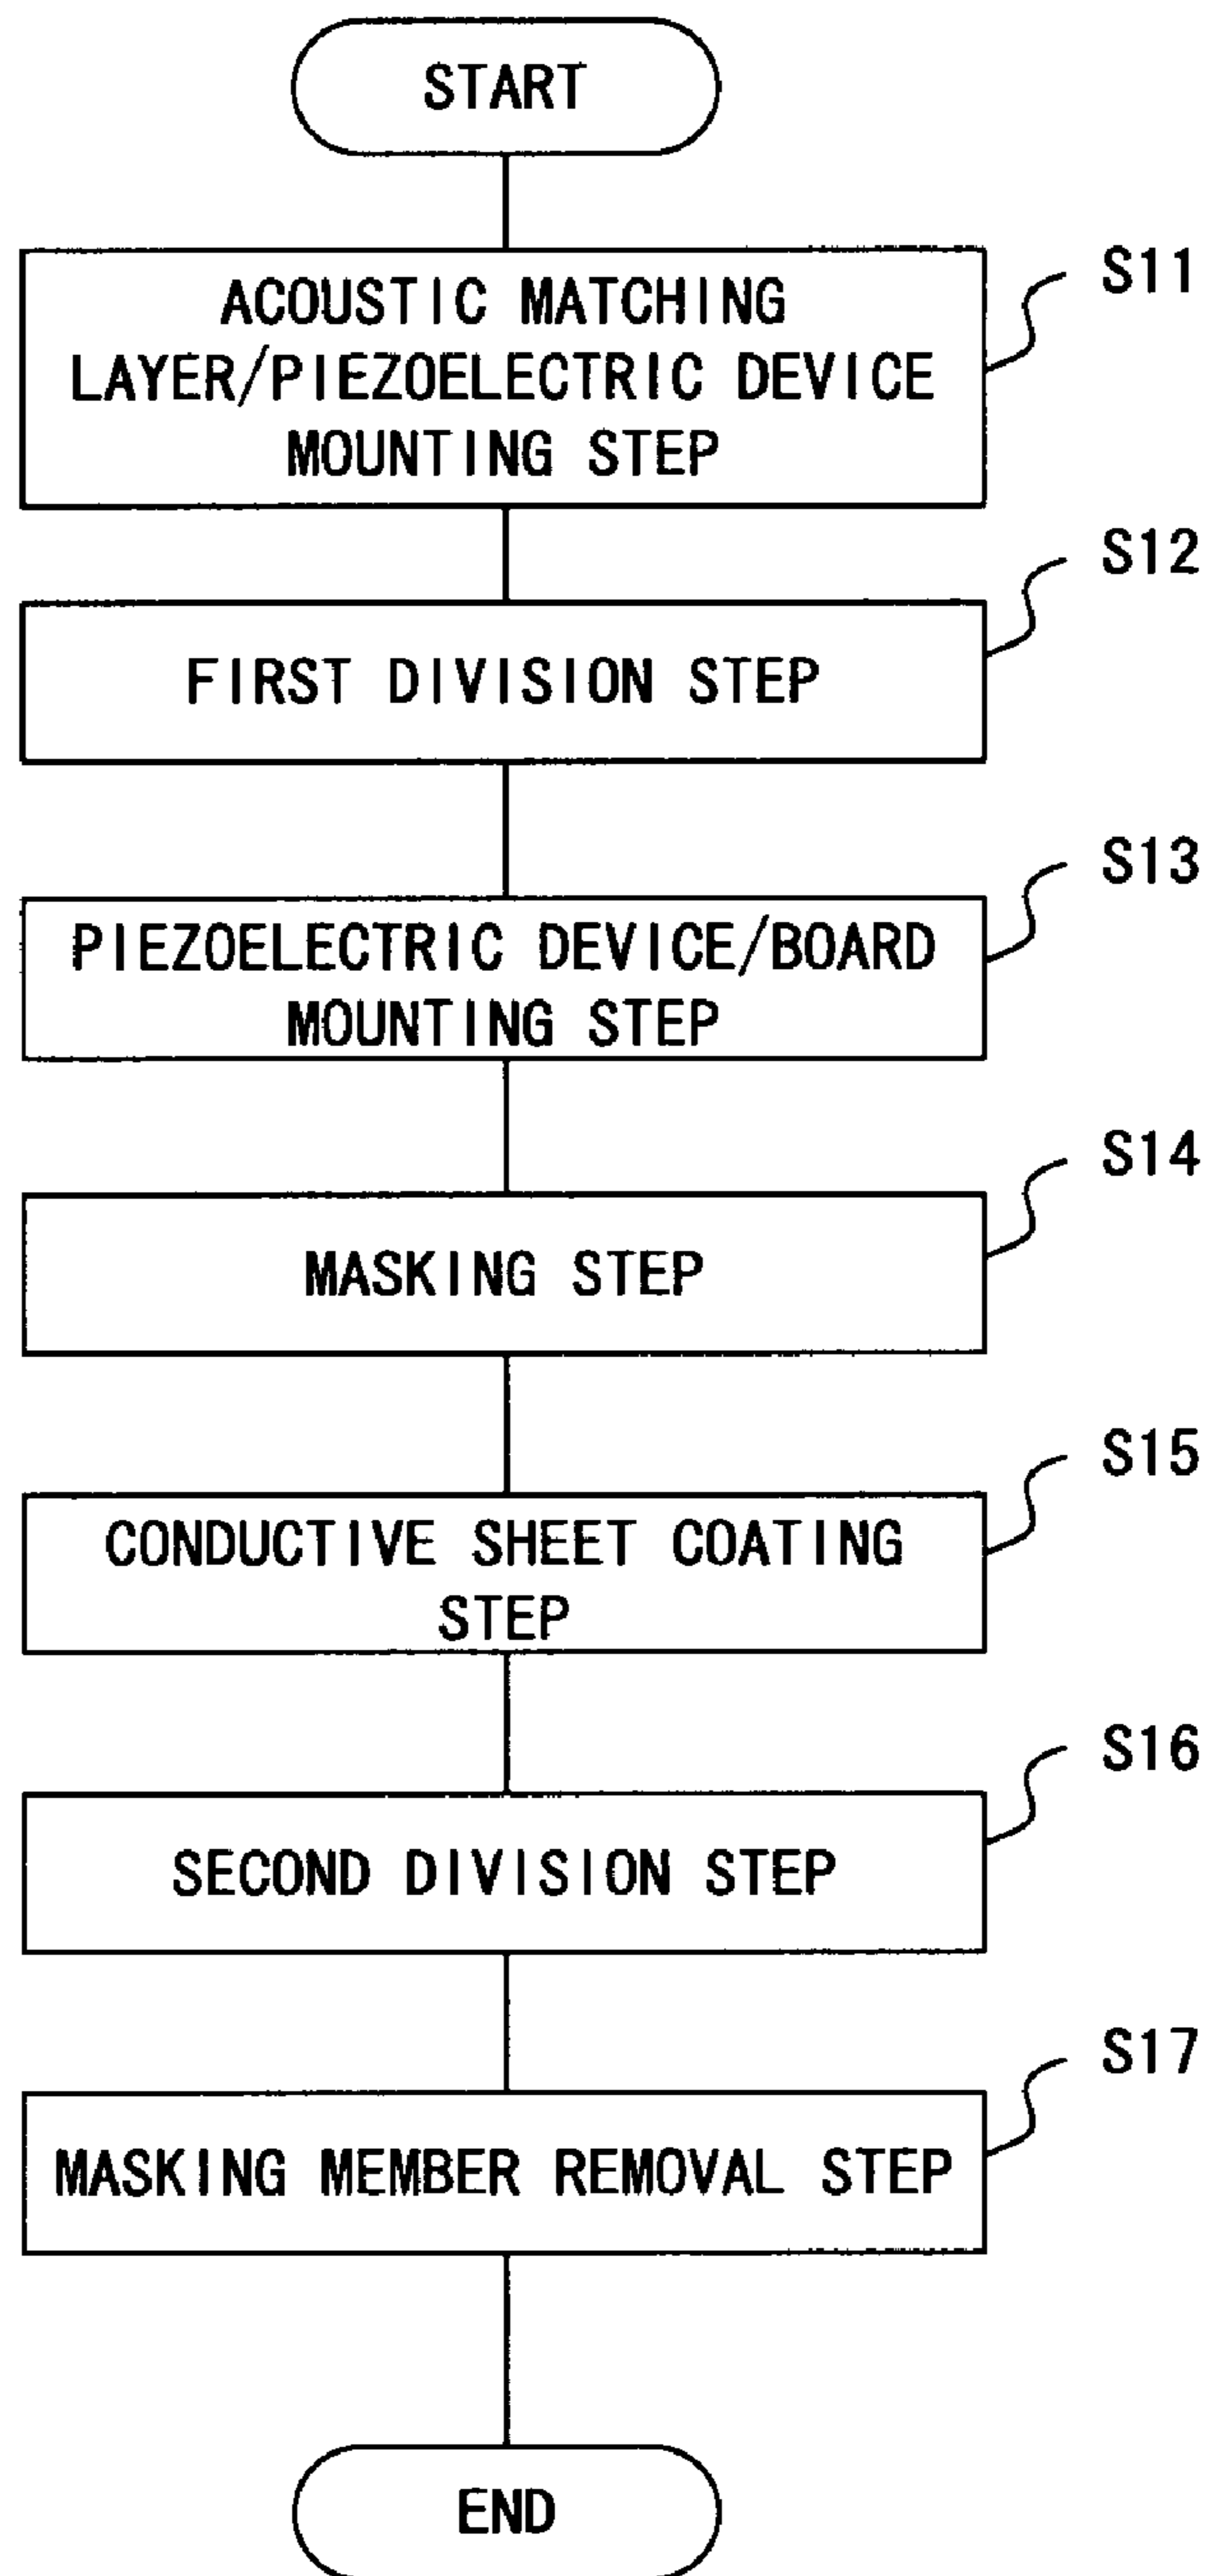 START
S11
ACOUSTIC MATCHING
LAYER/PIEZOELECTRIC DEVICE
MOUNTING STEP
S12
FIRST DIVISION STEP
S13
PIEZOELECTRIC DEVICE/BOARD
MOUNTING STEP
S14
MASKING STEP
S15
CONDUCTIVE SHEET COATING
STEP
S16
SECOND DIVISION STEP
S17
MASKING MEMBER REMOVAL STEP
END